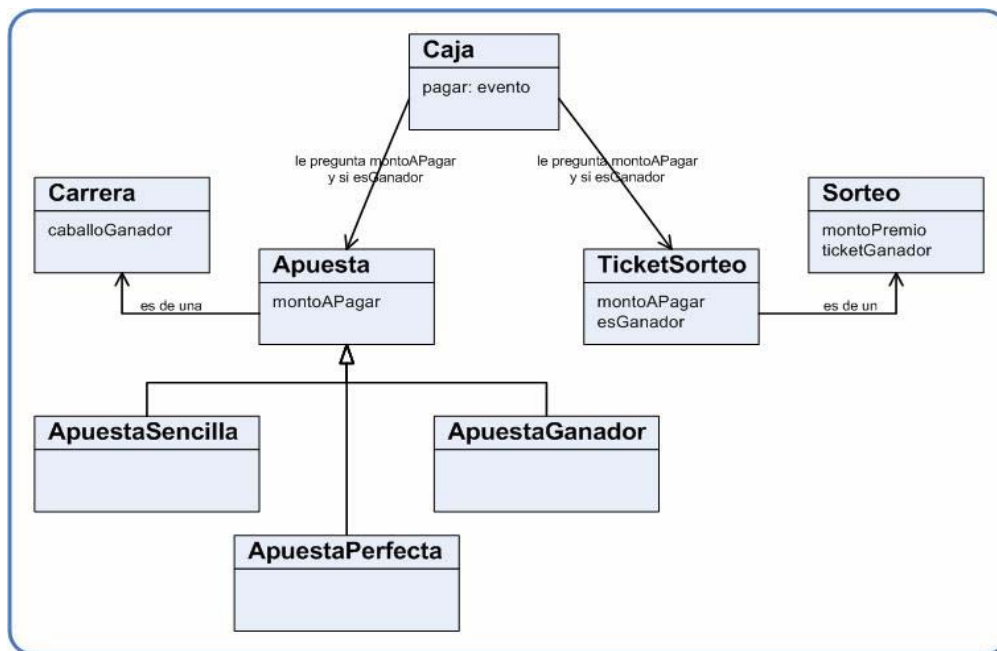 Caja
pagar: evento
le pregunta montoAPagar
y si esGanador
le pregunta montoAPagar
y si esGanador
Carrera
caballoGanador
Sorteo
montoPremio
ticketGanador
Apuesta
montoAPagar
TicketSorteo
montoAPagar
esGanador
es de una
es de un
ApuestaSencilla
ApuestaGanador
ApuestaPerfecta